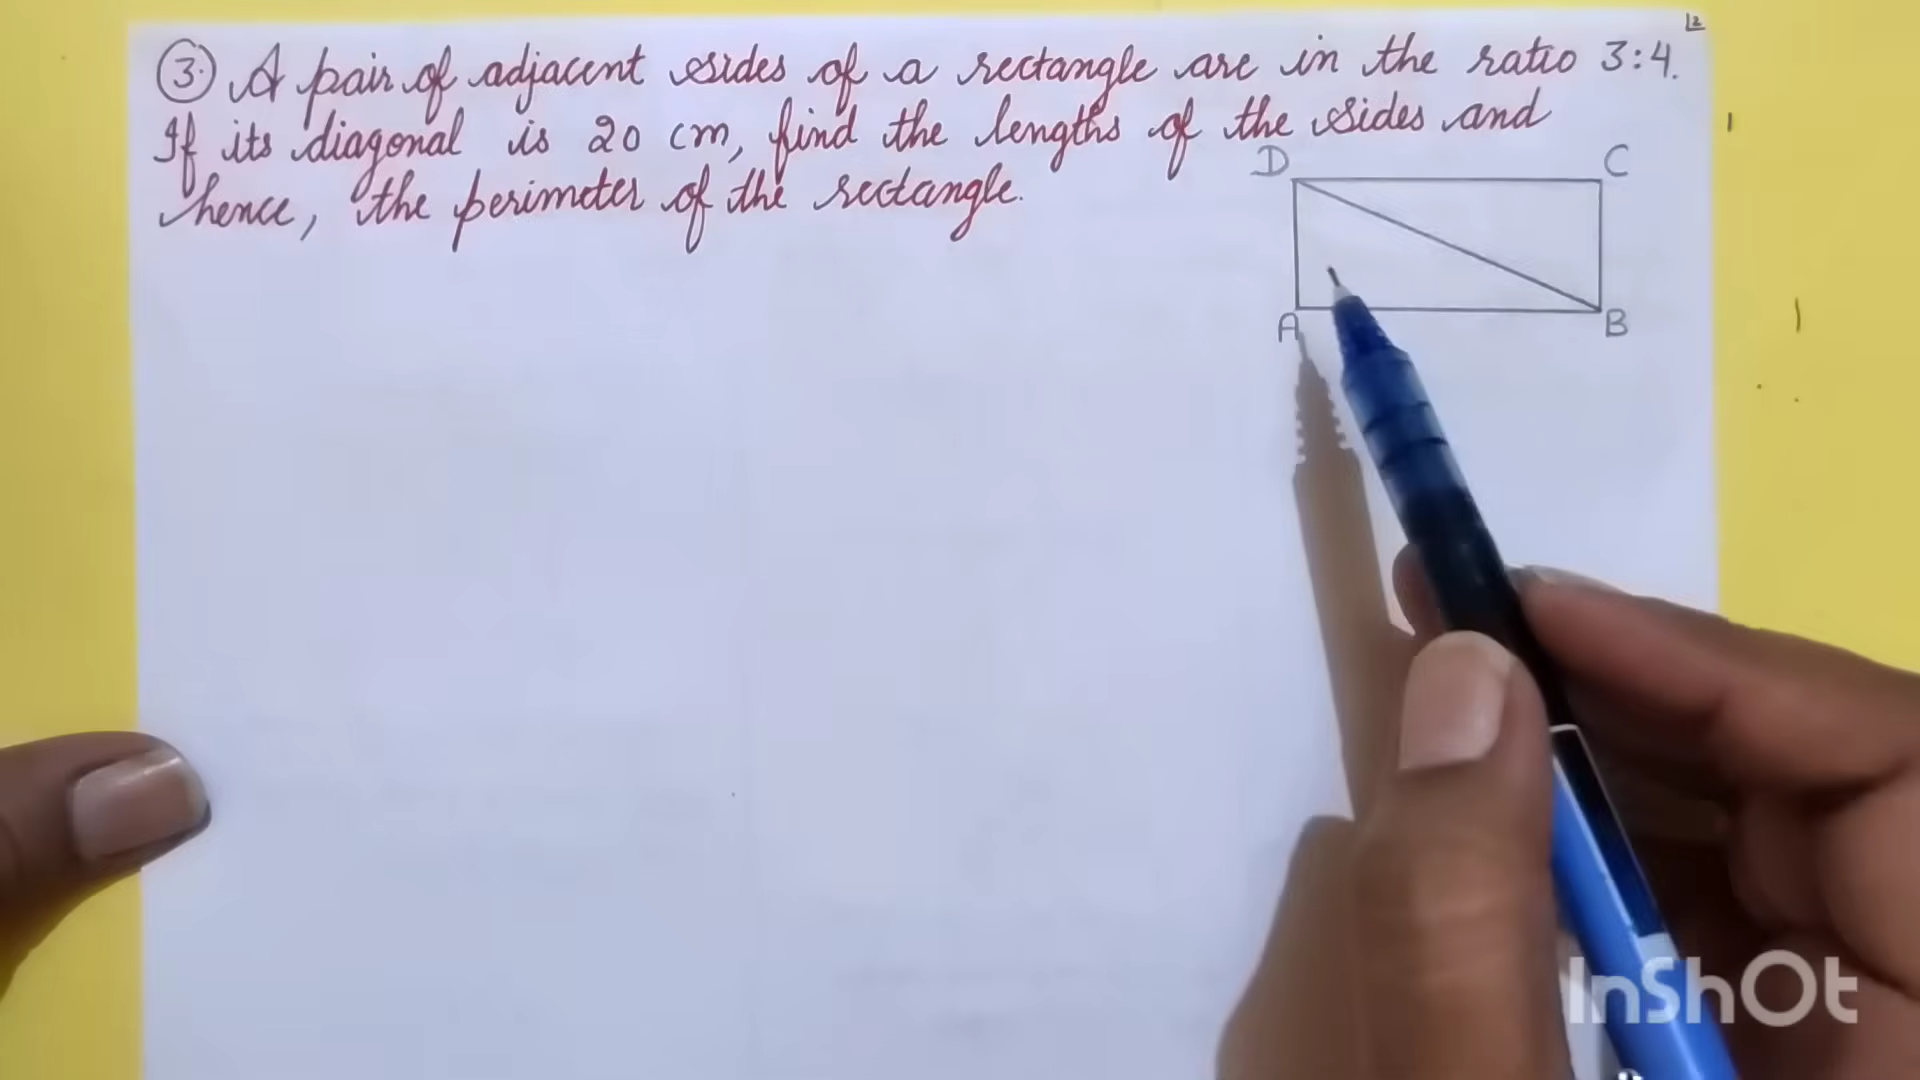 ③ A pair of adjacent sides of a rectangle are in the ratio 3:4.
If its diagonal is 20 cm, find the lengths of the sides and
hence, the perimeter of the rectangle.
D C
A B
InShOt